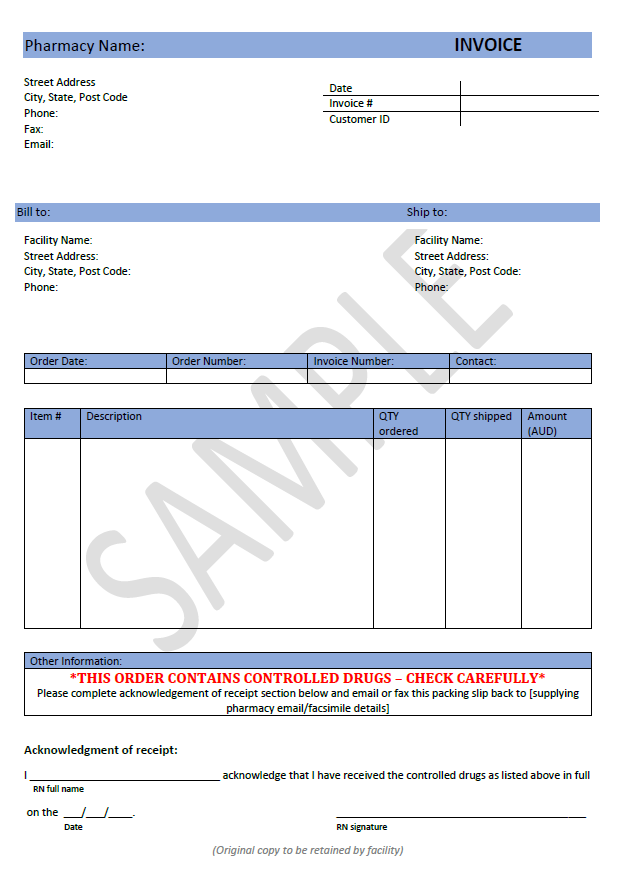 Pharmacy Name: INVOICE
Street Address
City, State, Post Code
Phone:
Fax:
Email:
Date
Invoice #
Customer ID
Bill to: Ship to:
Facility Name: Facility Name:
Street Address: Street Address:
City, State, Post Code: City, State, Post Code:
Phone: Phone:
SAMPLE
Order Date: Order Number: Invoice Number: Contact:
Item # Description QTY ordered QTY shipped Amount (AUD)
Other Information:
*THIS ORDER CONTAINS CONTROLLED DRUGS – CHECK CAREFULLY*
Please complete acknowledgement of receipt section below and email or fax this packing slip back to [supplying
pharmacy email/facsimile details]
Acknowledgment of receipt:
I ______________________________ acknowledge that I have received the controlled drugs as listed above in full
RN full name
on the ___/___/____.
Date RN signature
(Original copy to be retained by facility)